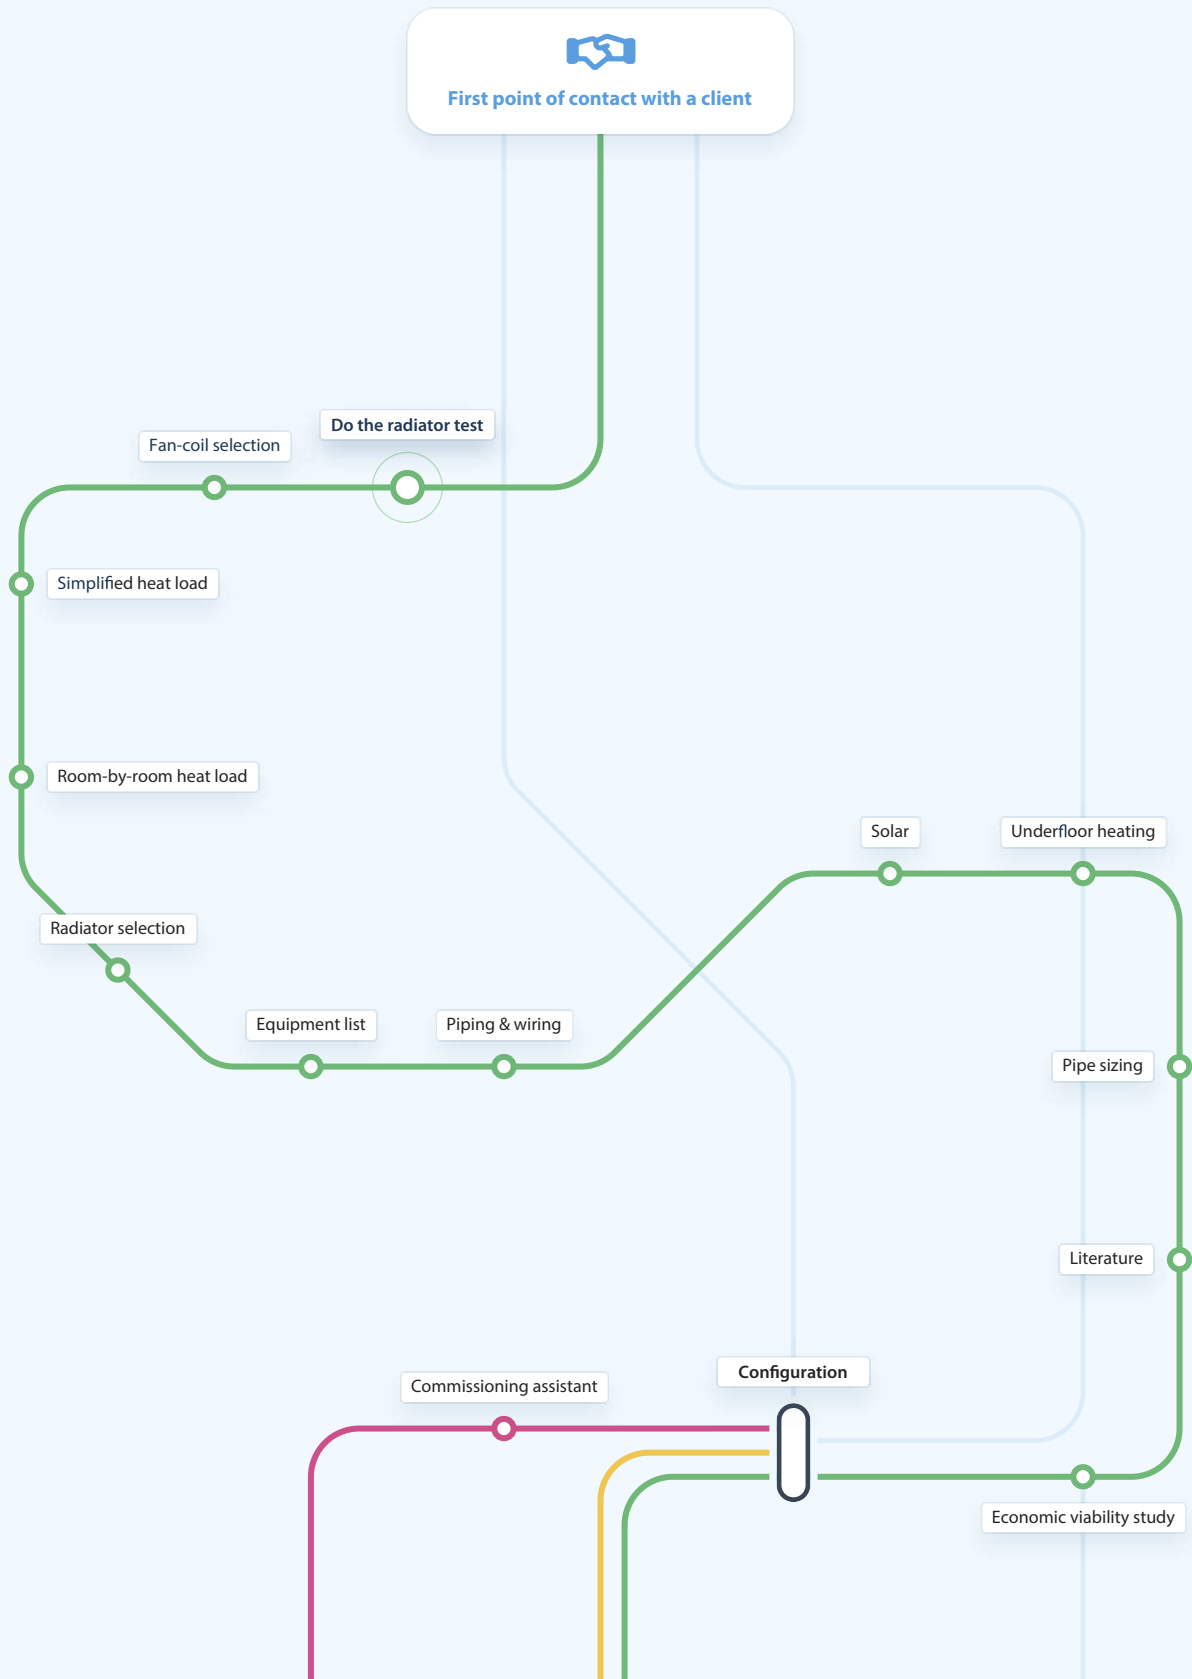 First point of contact with a client
Do the radiator test
Fan-coil selection
Simplified heat load
Room-by-room heat load
Radiator selection
Equipment list
Piping & wiring
Solar
Underfloor heating
Pipe sizing
Literature
Economic viability study
Configuration
Commissioning assistant